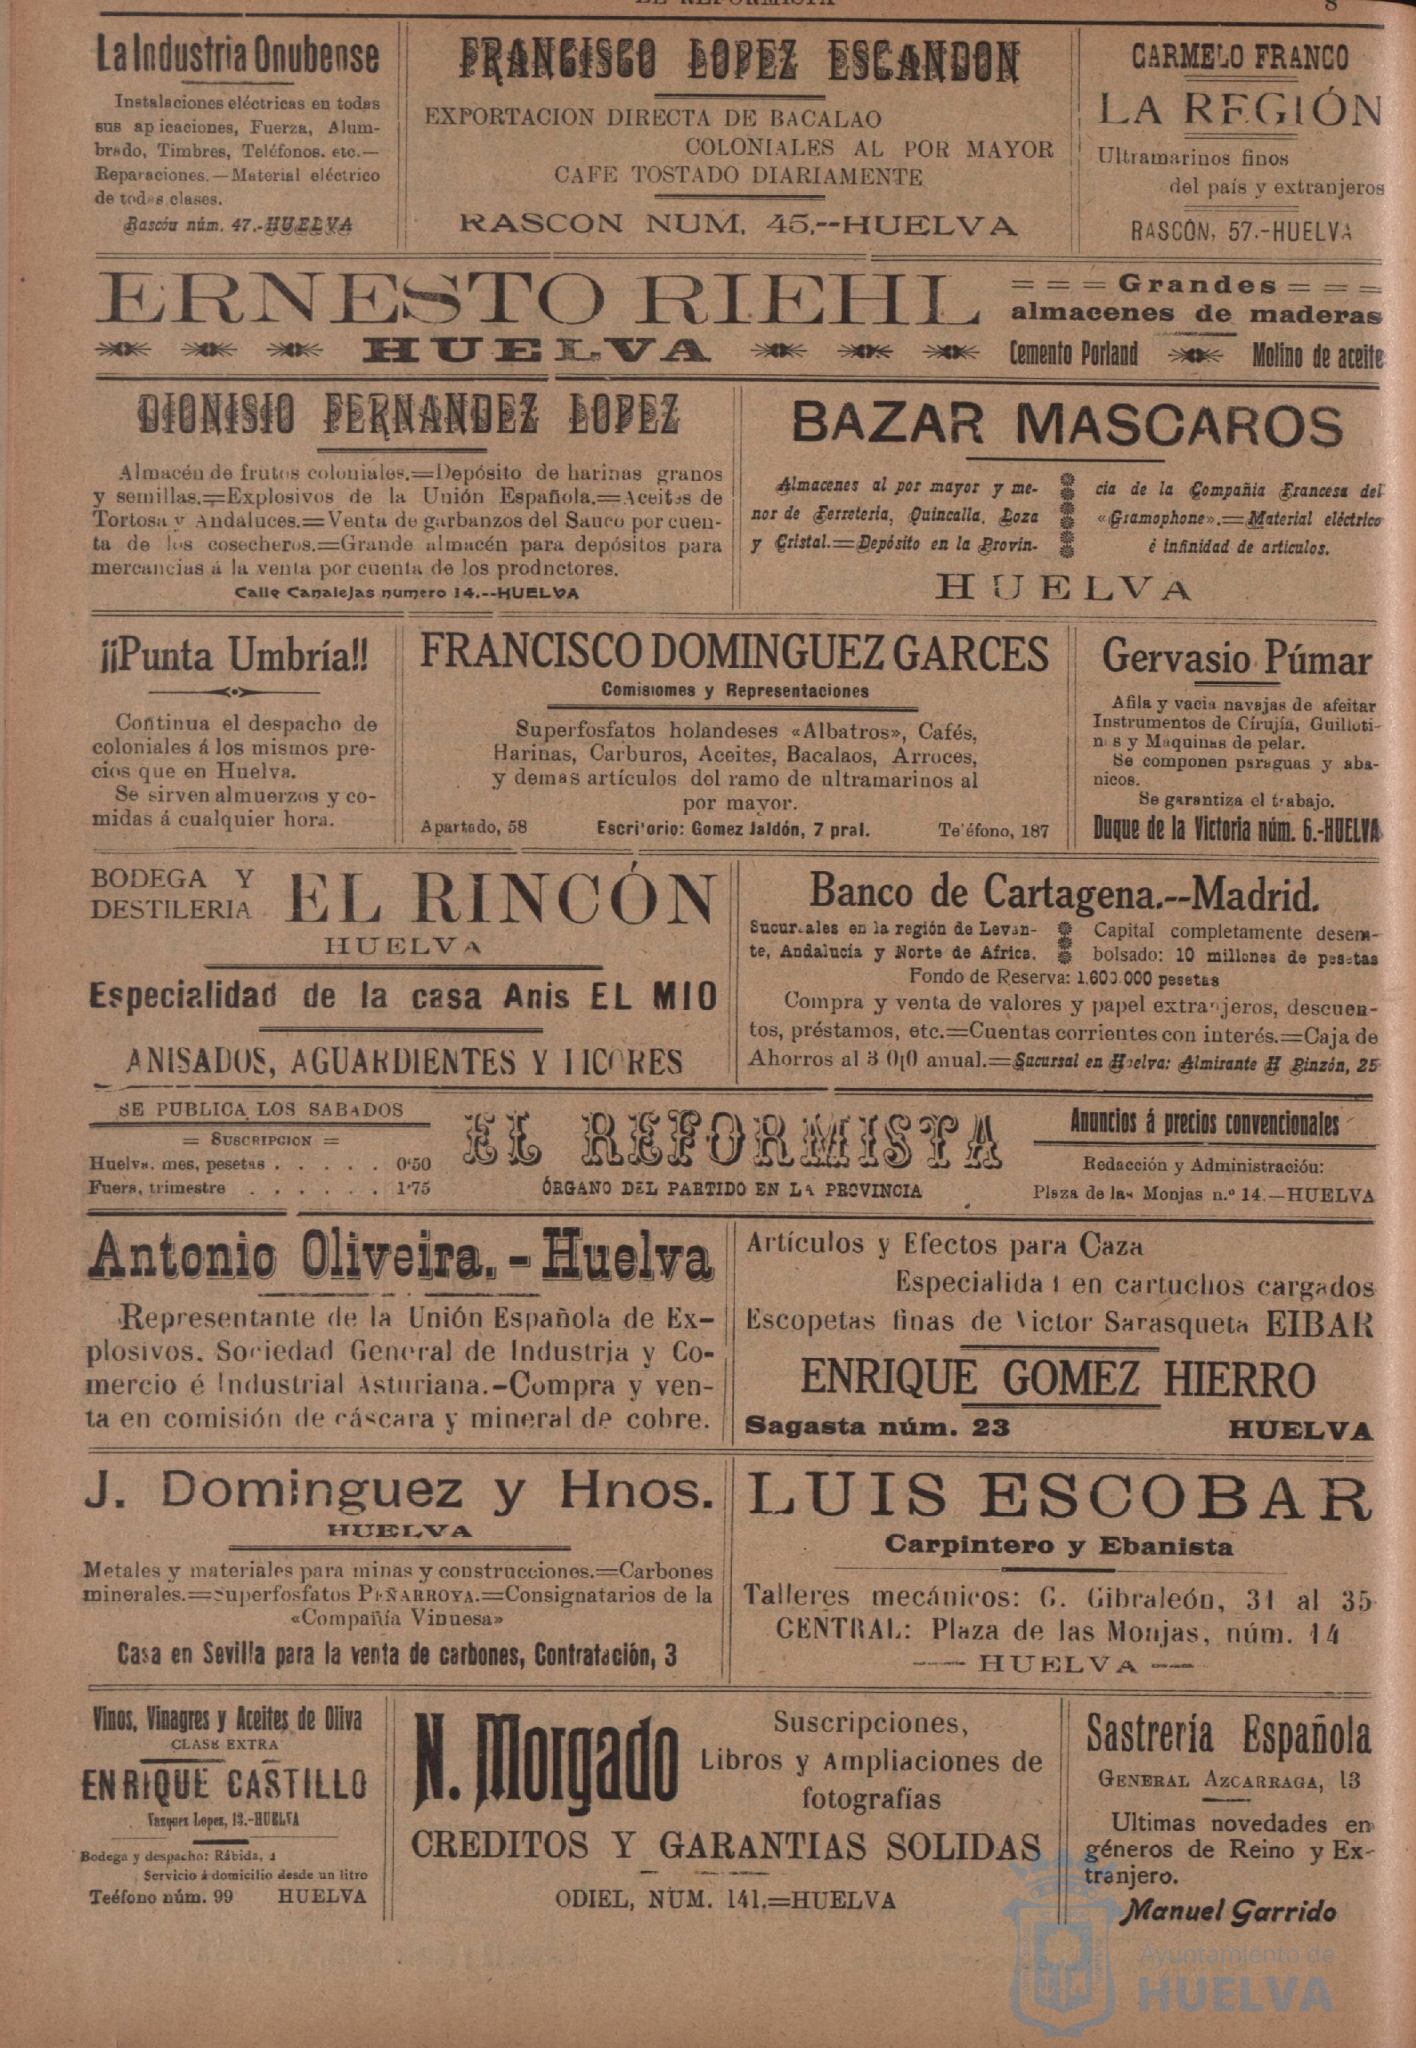 EL REFORMISTA
8
La Industria Onubense
Instalaciones eléctricas en todas
sus ap icaciones, Fuerza, Alum-
brado, Timbres, Teléfonos. etc.—
Reparaciones.—Material eléctrico
de todas clases.
Rascón núm. 47.-HUELVA
FRANCISCO LOPEZ ESCANDON
EXPORTACION DIRECTA DE BACALAO
COLONIALES AL POR MAYOR
CAFE TOSTADO DIARIAMENTE
RASCON NUM. 45.--HUELVA
CARMELO FRANCO
LA REGIÓN
Ultramarinos finos
del país y extranjeros
RASCÓN, 57.-HUELVA
ERNESTO RIEHL
HUELVA
= = = Grandes = = =
almacenes de maderas
Cemento Porland
Molino de aceite
DIONISIO FERNANDEZ LOPEZ
Almacén de frutos coloniales.=Depósito de harinas granos
y semillas.=Explosivos de la Unión Española.=Aceites de
Tortosa y Andaluces.=Venta de garbanzos del Sauco por cuen-
ta de los cosecheros.=Grande almacén para depósitos para
mercancias á la venta por cuenta de los prodnctores.
Calle Canalejas numero 14.--HUELVA
BAZAR MASCAROS
Almacenes al por mayor y me-
nor de Ferretería, Quincalla, Loza
y Cristal.=Depósito en la Provin-
cia de la Compañia Francesa del
«Gramophone».=Material eléctrico
é infinidad de articulos.
HUELVA
¡¡Punta Umbría!!
Continua el despacho de
coloniales á los mismos pre-
cios que en Huelva.
Se sirven almuerzos y co-
midas á cualquier hora.
FRANCISCO DOMINGUEZ GARCES
Comisiomes y Representaciones
Superfosfatos holandeses «Albatros», Cafés,
Harinas, Carburos, Aceites, Bacalaos, Arroces,
y demas artículos del ramo de ultramarinos al
por mayor.
Apartado, 58
Escri'orio: Gomez Jaldón, 7 pral.
Te'éfono, 187
Gervasio Púmar
Afila y vacia navajas de afeitar
Instrumentos de Cirujía, Guilloti-
nas y Maquinas de pelar.
Se componen paraguas y aba-
nicos.
Se garantiza el trabajo.
Duque de la Victoria núm. 6.-HUELVA
BODEGA Y
DESTILERIA
EL RINCÓN
HUELVA
Especialidad de la casa Anis EL MIO
ANISADOS, AGUARDIENTES Y LICORES
Banco de Cartagena.--Madrid.
Sucursales en la región de Levan-
te, Andalucía y Norte de Africa.
Capital completamente desem-
bolsado: 10 millones de pesetas
Fondo de Reserva: 1.600.000 pesetas
Compra y venta de valores y papel extranjeros, descuen-
tos, préstamos, etc.=Cuentas corrientes con interés.=Caja de
Ahorros al 3 0[0 anual.=Sucursal en Huelva: Almirante H Pinzón, 25
SE PUBLICA LOS SABADOS
= SUSCRIPCION =
Huelva. mes, pesetas . . . . . 0'50
Fuera, trimestre . . . . . . 1'75
EL REFORMISTA
ÓRGANO DEL PARTIDO EN LA PROVINCIA
Anuncios á precios convencionales
Redacción y Administración:
Plaza de las Monjas n.º 14.—HUELVA
Antonio Oliveira.-Huelva
Representante de la Unión Española de Ex-
plosivos. Sociedad General de Industria y Co-
mercio é Industrial Asturiana.-Compra y ven-
ta en comisión de cáscara y mineral de cobre.
Artículos y Efectos para Caza
Especialidad en cartuchos cargados
Escopetas finas de Victor Sarasqueta EIBAR
ENRIQUE GOMEZ HIERRO
Sagasta núm. 23
HUELVA
J. Dominguez y Hnos.
HUELVA
Metales y materiales para minas y construcciones.=Carbones
minerales.=Superfosfatos PEÑARROYA.=Consignatarios de la
«Compañía Vinuesa»
Casa en Sevilla para la venta de carbones, Contratación, 3
LUIS ESCOBAR
Carpintero y Ebanista
Talleres mecánicos: C. Gibraleón, 31 al 35
CENTRAL: Plaza de las Monjas, núm. 14
HUELVA
Vinos, Vinagres y Aceites de Oliva
CLASE EXTRA
ENRIQUE CASTILLO
Vazquez Lopez, 13.-HUELVA
Bodega y despacho: Rábida,
Servicio á domicilio desde un litro
Teéfono núm. 99
HUELVA
N. Morgado
Suscripciones,
Libros y Ampliaciones de
fotografías
CREDITOS Y GARANTIAS SOLIDAS
ODIEL, NUM. 141.=HUELVA
Sastrería Española
GENERAL AZCARRAGA, 13
Ultimas novedades en
géneros de Reino y Ex-
tranjero.
Manuel Garrido
Ayuntamiento de
HUELVA